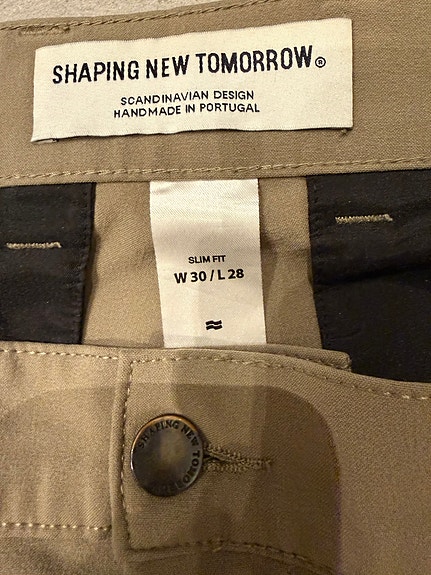 SHAPING NEW TOMORROW®
SCANDINAVIAN DESIGN
HANDMADE IN PORTUGAL
SLIM FIT
W 30 / L 28
SHAPING NEW TOMORROW